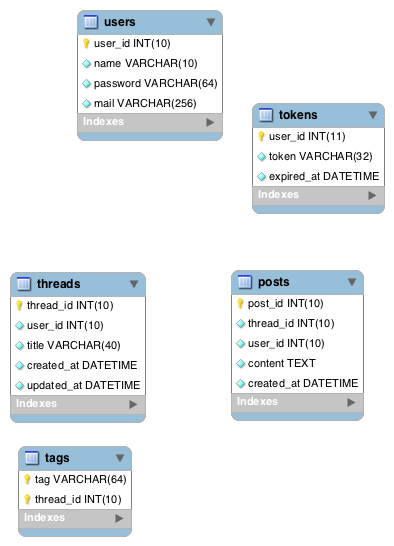 users
user_id INT(10)
name VARCHAR(10)
password VARCHAR(64)
mail VARCHAR(256)
Indexes
tokens
user_id INT(11)
token VARCHAR(32)
expired_at DATETIME
Indexes
threads
thread_id INT(10)
user_id INT(10)
title VARCHAR(40)
created_at DATETIME
updated_at DATETIME
Indexes
posts
post_id INT(10)
thread_id INT(10)
user_id INT(10)
content TEXT
created_at DATETIME
Indexes
tags
tag VARCHAR(64)
thread_id INT(10)
Indexes